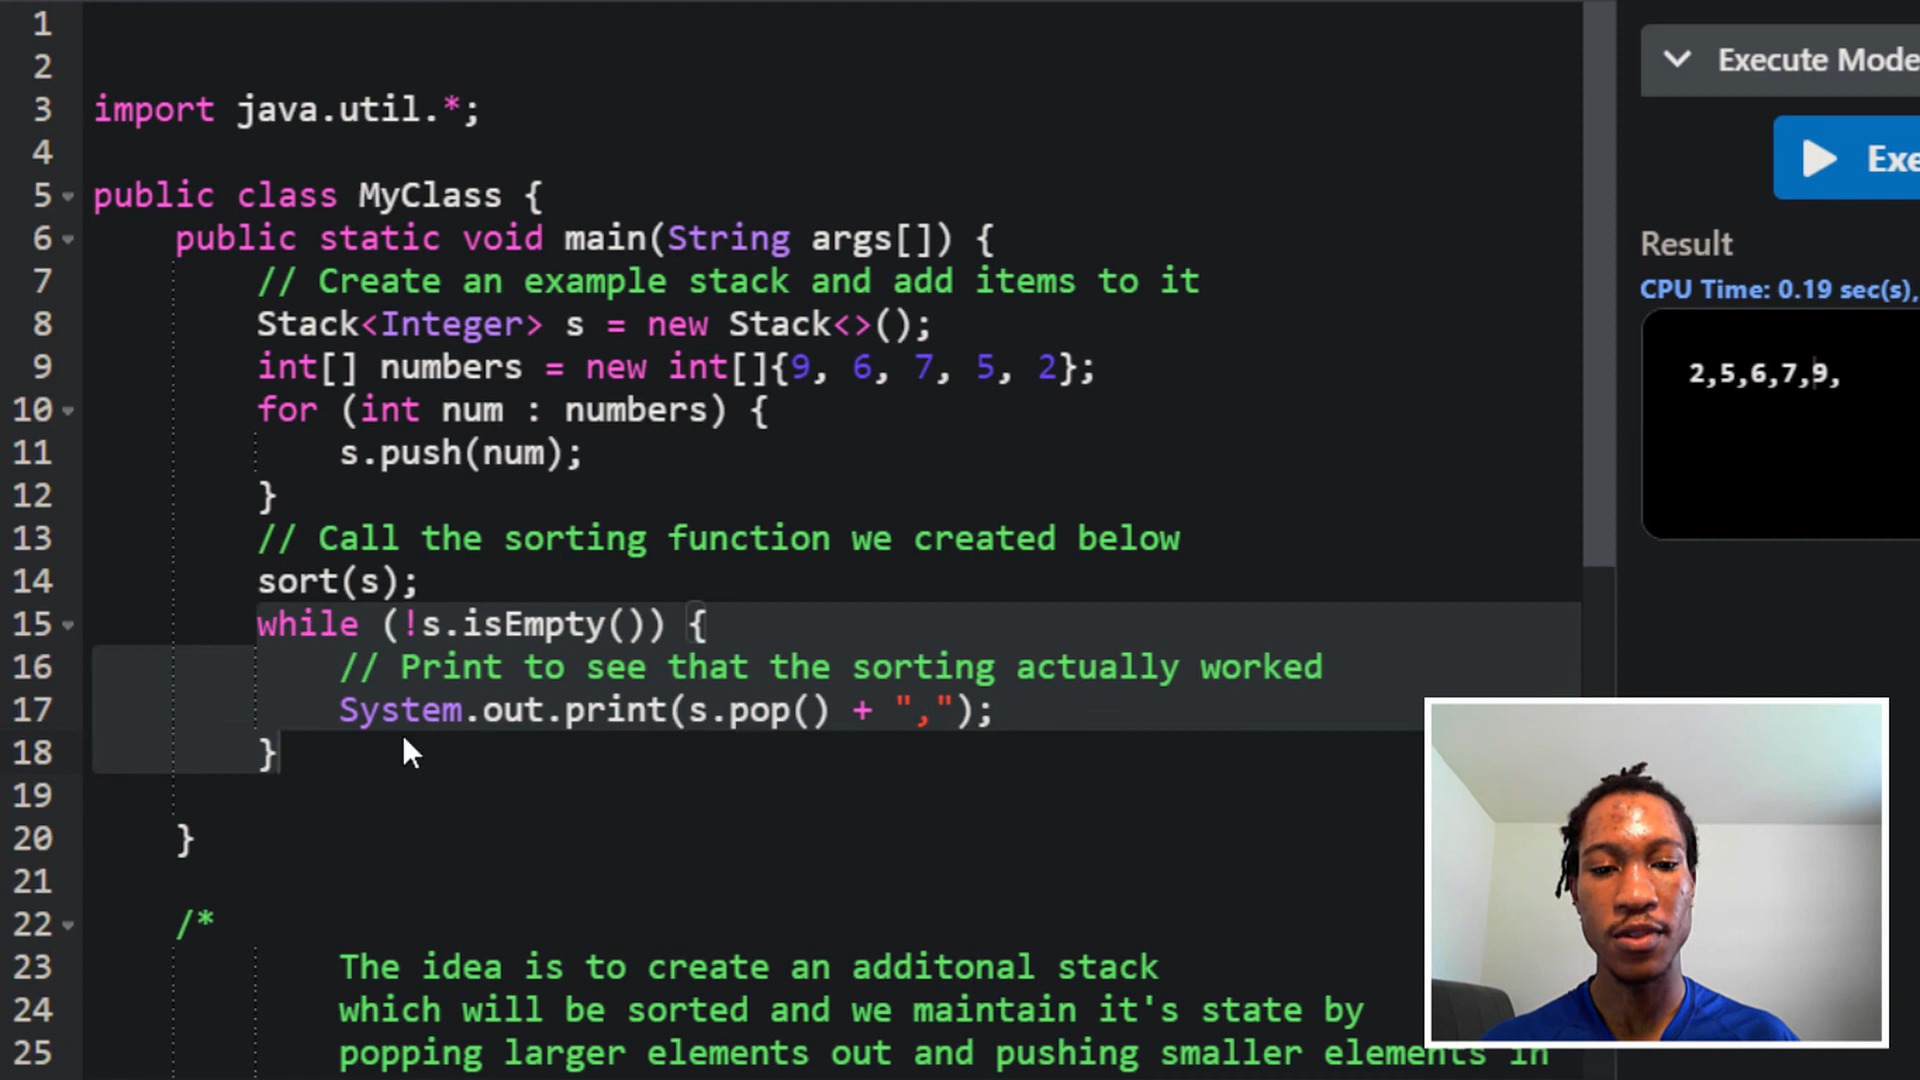 1
2
3 import java.util.*;
4
5 public class MyClass {
6 public static void main(String args[]) {
7 // Create an example stack and add items to it
8 Stack<Integer> s = new Stack<>();
9 int[] numbers = new int[]{9, 6, 7, 5, 2};
10 for (int num : numbers) {
11 s.push(num);
12 }
13 // Call the sorting function we created below
14 sort(s);
15 while (!s.isEmpty()) {
16 // Print to see that the sorting actually worked
17 System.out.print(s.pop() + ",");
18 }
19
20 }
21
22 /*
23 The idea is to create an additonal stack
24 which will be sorted and we maintain it's state by
25 popping larger elements out and pushing smaller elements in
Execute Mode
Exe
Result
CPU Time: 0.19 sec(s),
2,5,6,7,9,